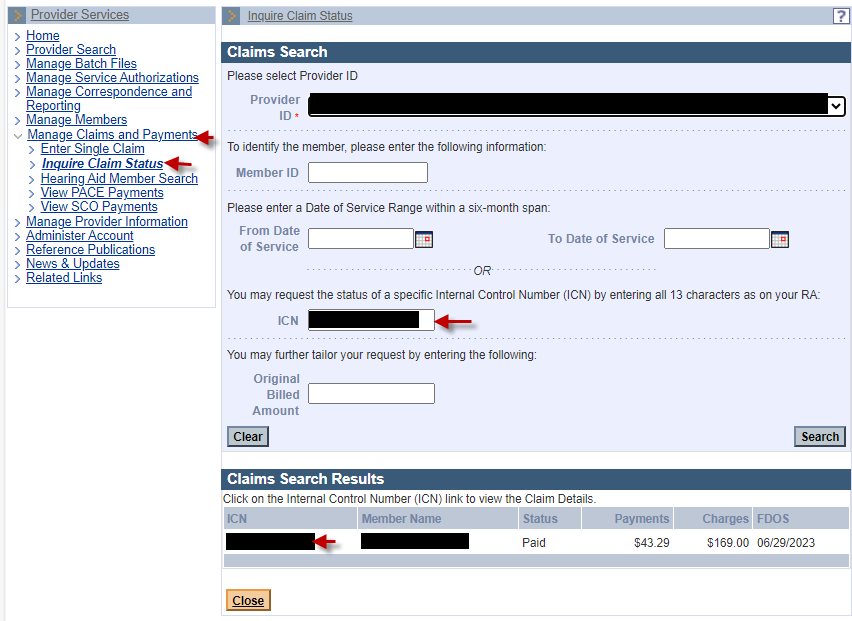 Provider Services
Home
Provider Search
Manage Batch Files
Manage Service Authorizations
Manage Correspondence and
Reporting
Manage Members
Manage Claims and Payments
Enter Single Claim
Inquire Claim Status
Hearing Aid Member Search
View PACE Payments
View SCO Payments
Manage Provider Information
Administer Account
Reference Publications
News & Updates
Related Links
Inquire Claim Status ?
Claims Search
Please select Provider ID
Provider
ID *
To identify the member, please enter the following information:
Member ID
Please enter a Date of Service Range within a six-month span:
From Date
of Service
To Date of Service
OR
You may request the status of a specific Internal Control Number (ICN) by entering all 13 characters as on your RA:
ICN
You may further tailor your request by entering the following:
Original
Billed
Amount
Clear Search
Claims Search Results
Click on the Internal Control Number (ICN) link to view the Claim Details.
ICN Member Name Status Payments Charges FDOS
Paid $43.29 $169.00 06/29/2023
Close